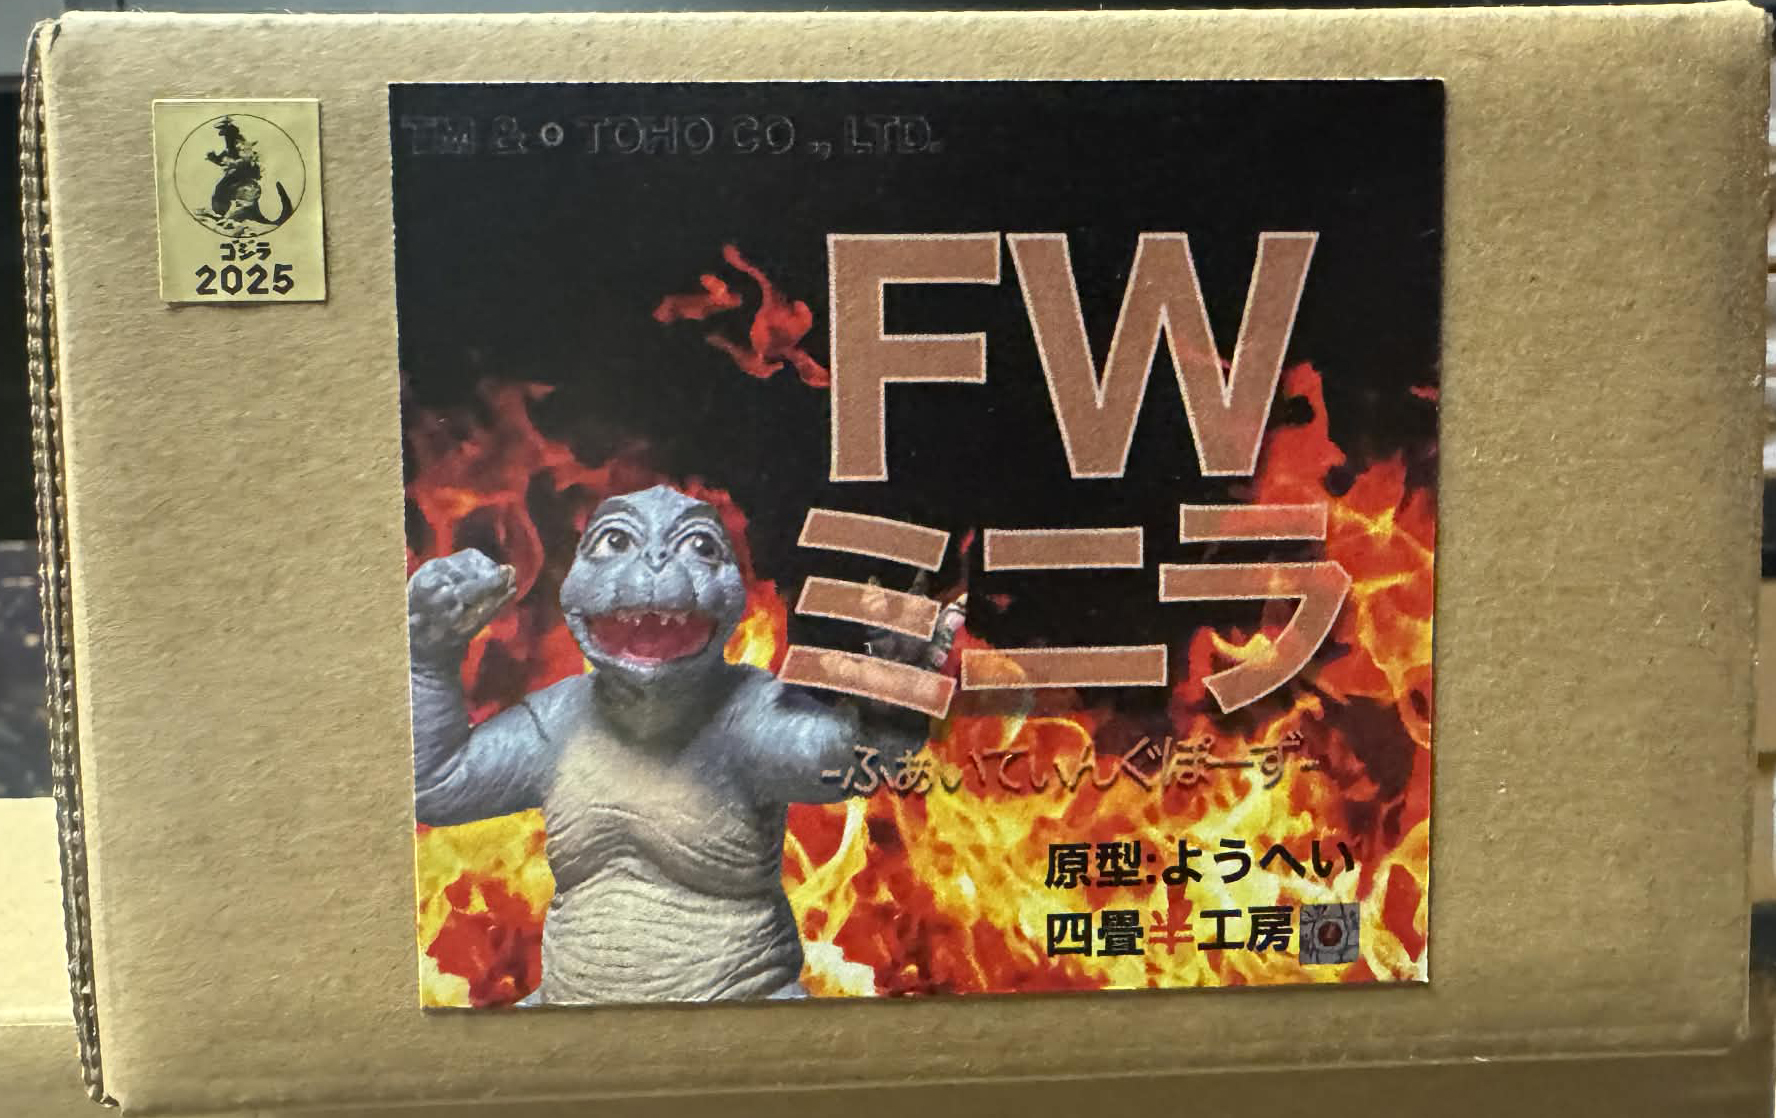 ゴジラ
2025
TM & © TOHO CO., LTD.
FW
ミニラ
-ふぁいてぃんぐぽーず-
原型:ようへい
四畳半工房